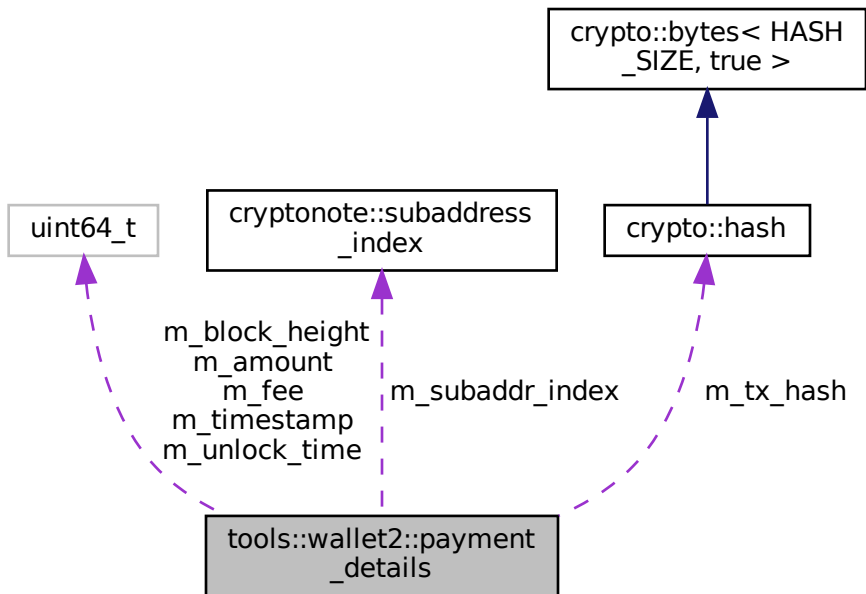 crypto::bytes< HASH
_SIZE, true >
uint64_t
cryptonote::subaddress
_index
crypto::hash
m_block_height
m_amount
m_fee
m_timestamp
m_unlock_time
m_subaddr_index
m_tx_hash
tools::wallet2::payment
_details